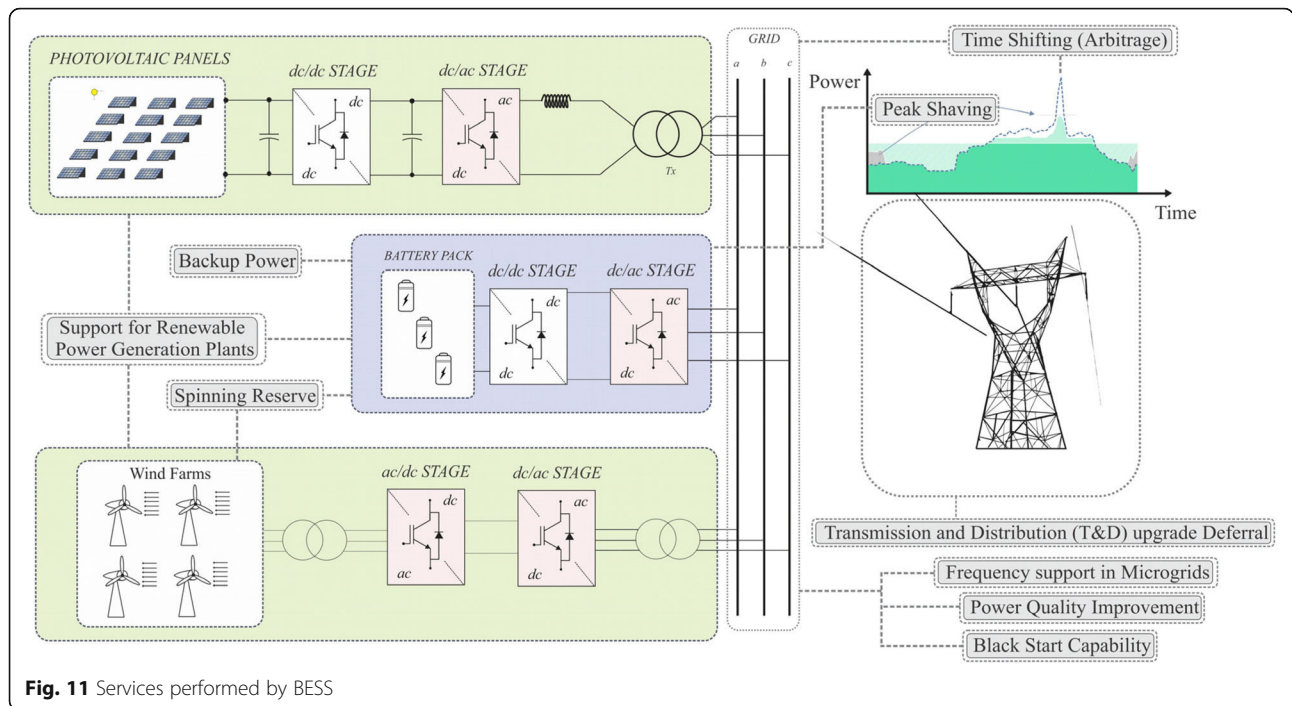 PHOTOVOLTAIC PANELS
dc/dc STAGE
dc
dc
dc/ac STAGE
ac
dc
Tx
GRID
a b c
Time Shifting (Arbitrage)
Power
Peak Shaving
Time
Backup Power
BATTERY PACK
dc/dc STAGE
dc
dc
dc/ac STAGE
ac
dc
Support for Renewable
Power Generation Plants
Spinning Reserve
Wind Farms
ac/dc STAGE
dc
ac
dc/ac STAGE
ac
dc
Transmission and Distribution (T&D) upgrade Deferral
Frequency support in Microgrids
Power Quality Improvement
Black Start Capability
Fig. 11 Services performed by BESS